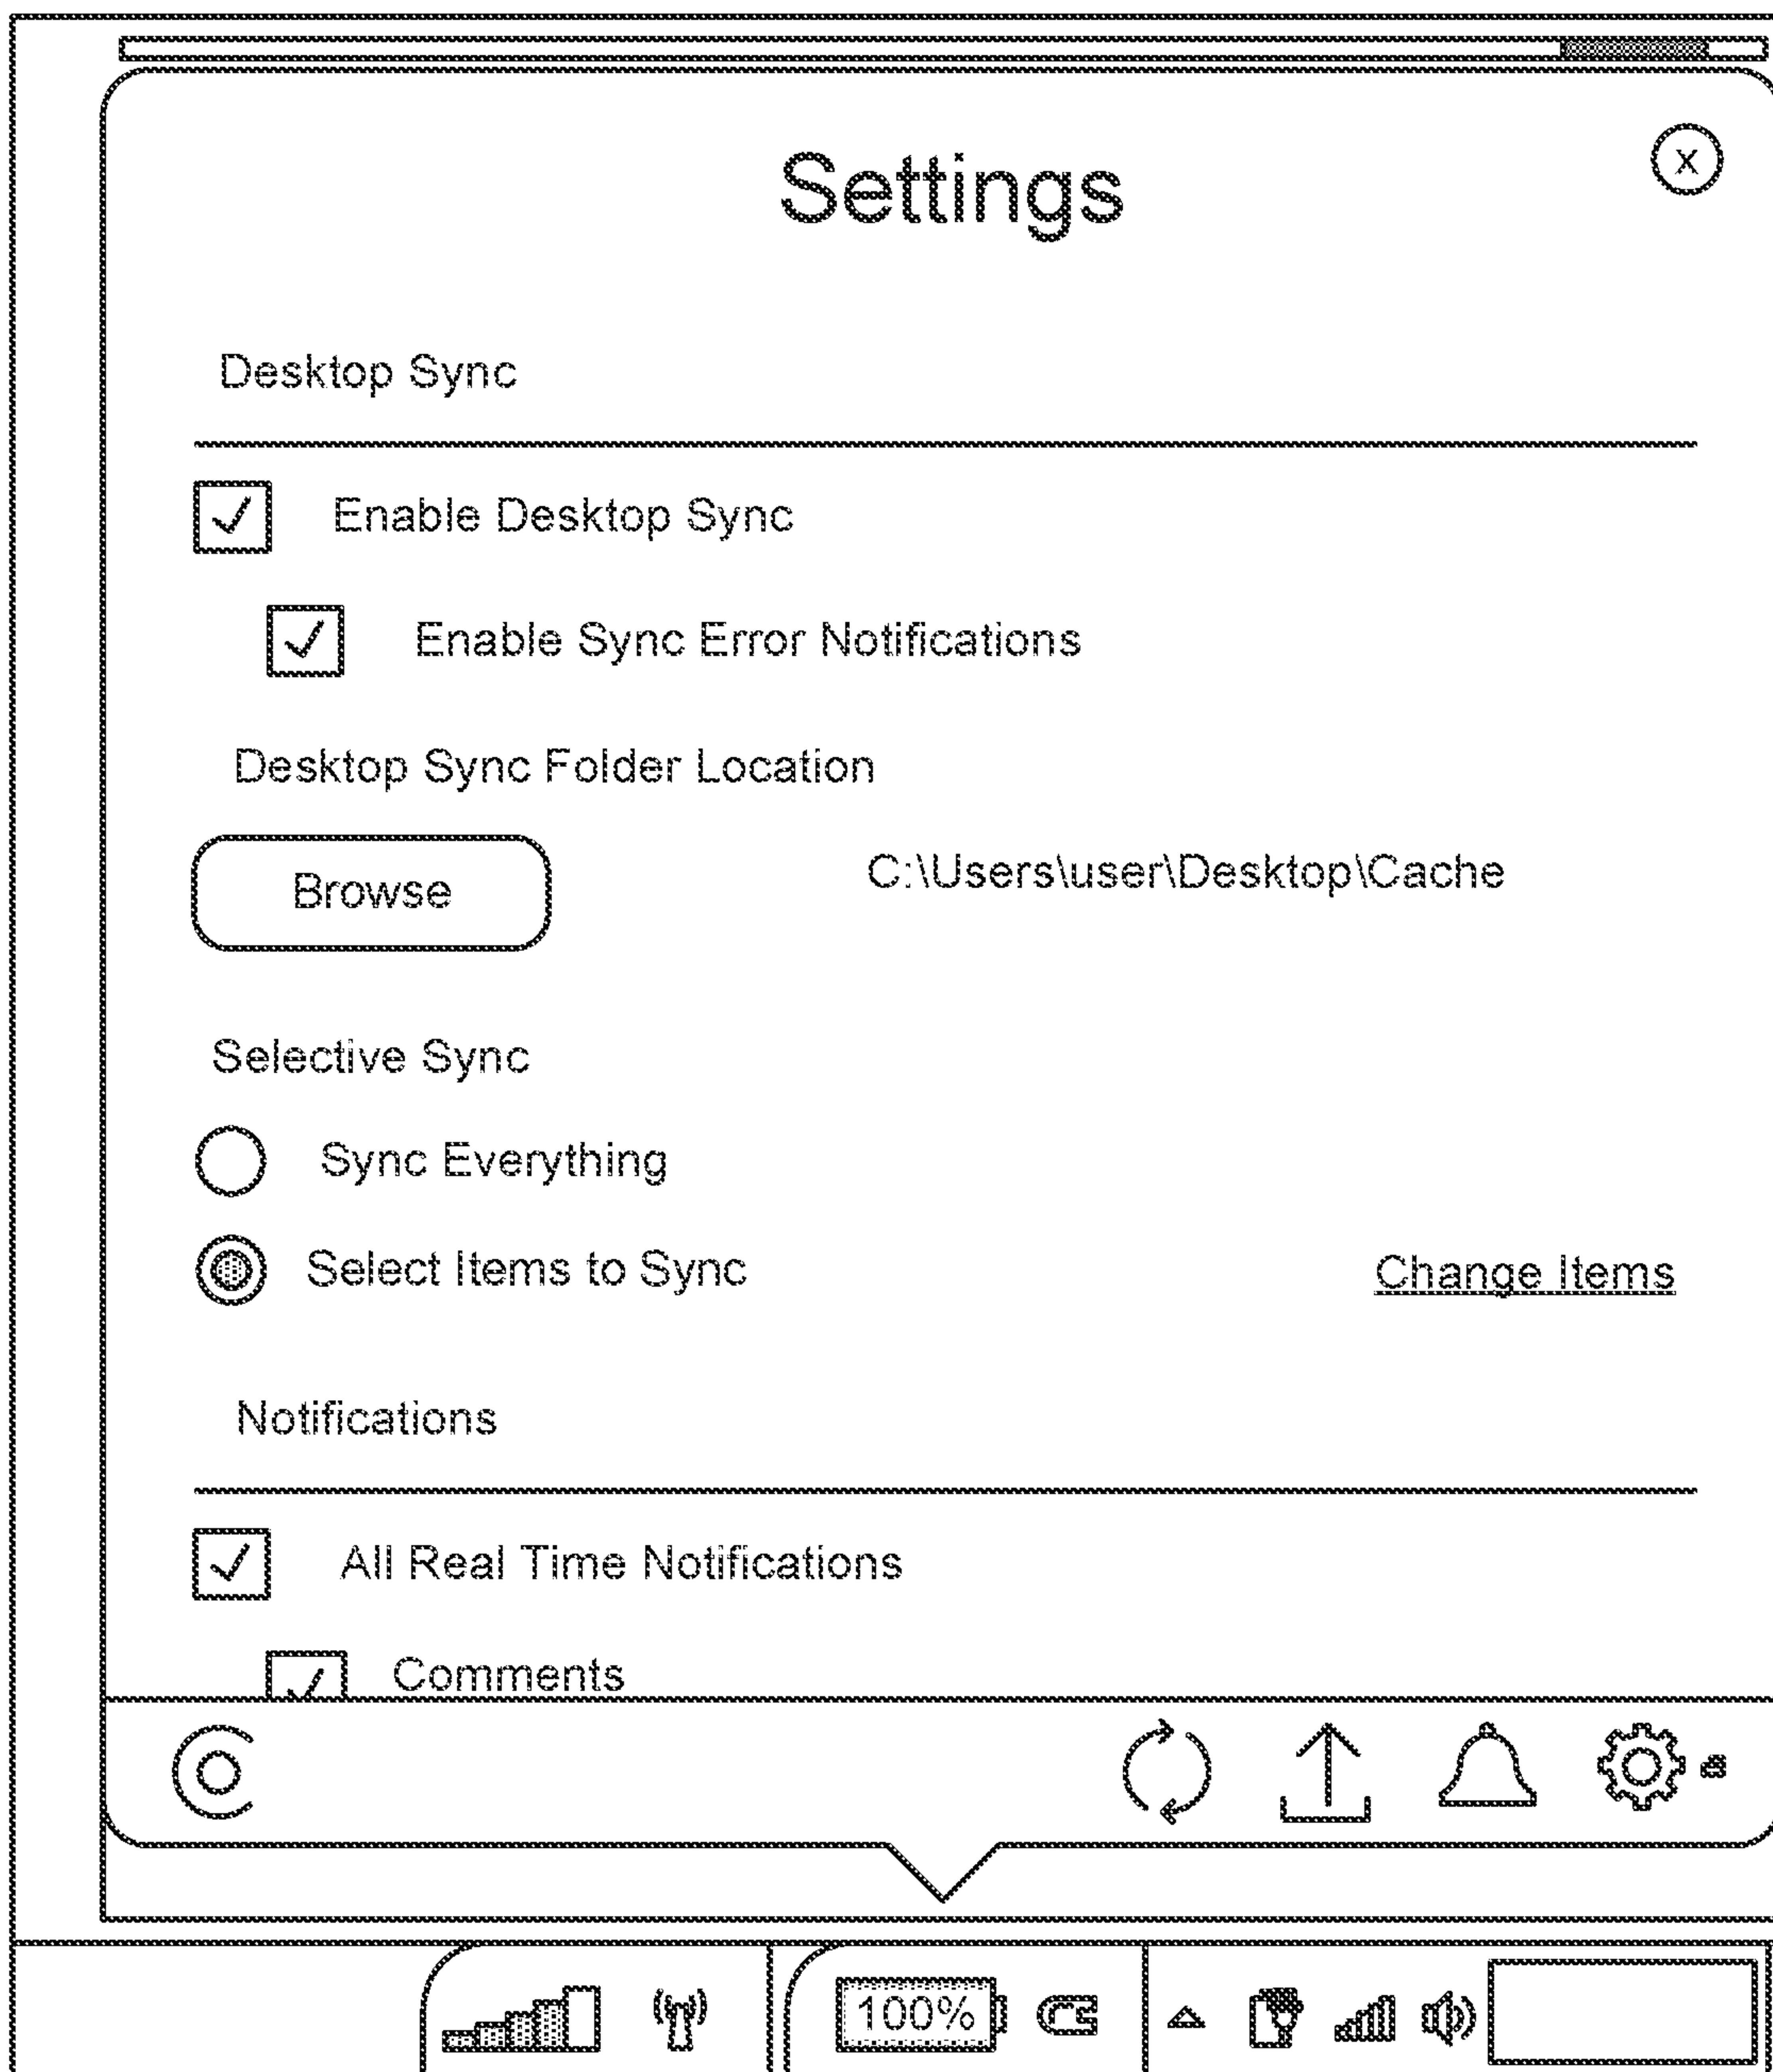 Settings
x
Desktop Sync
Enable Desktop Sync
Enable Sync Error Notifications
Desktop Sync Folder Location
Browse
C:\Users\user\Desktop\Cache
Selective Sync
Sync Everything
Select Items to Sync
Change Items
Notifications
All Real Time Notifications
Comments
100%